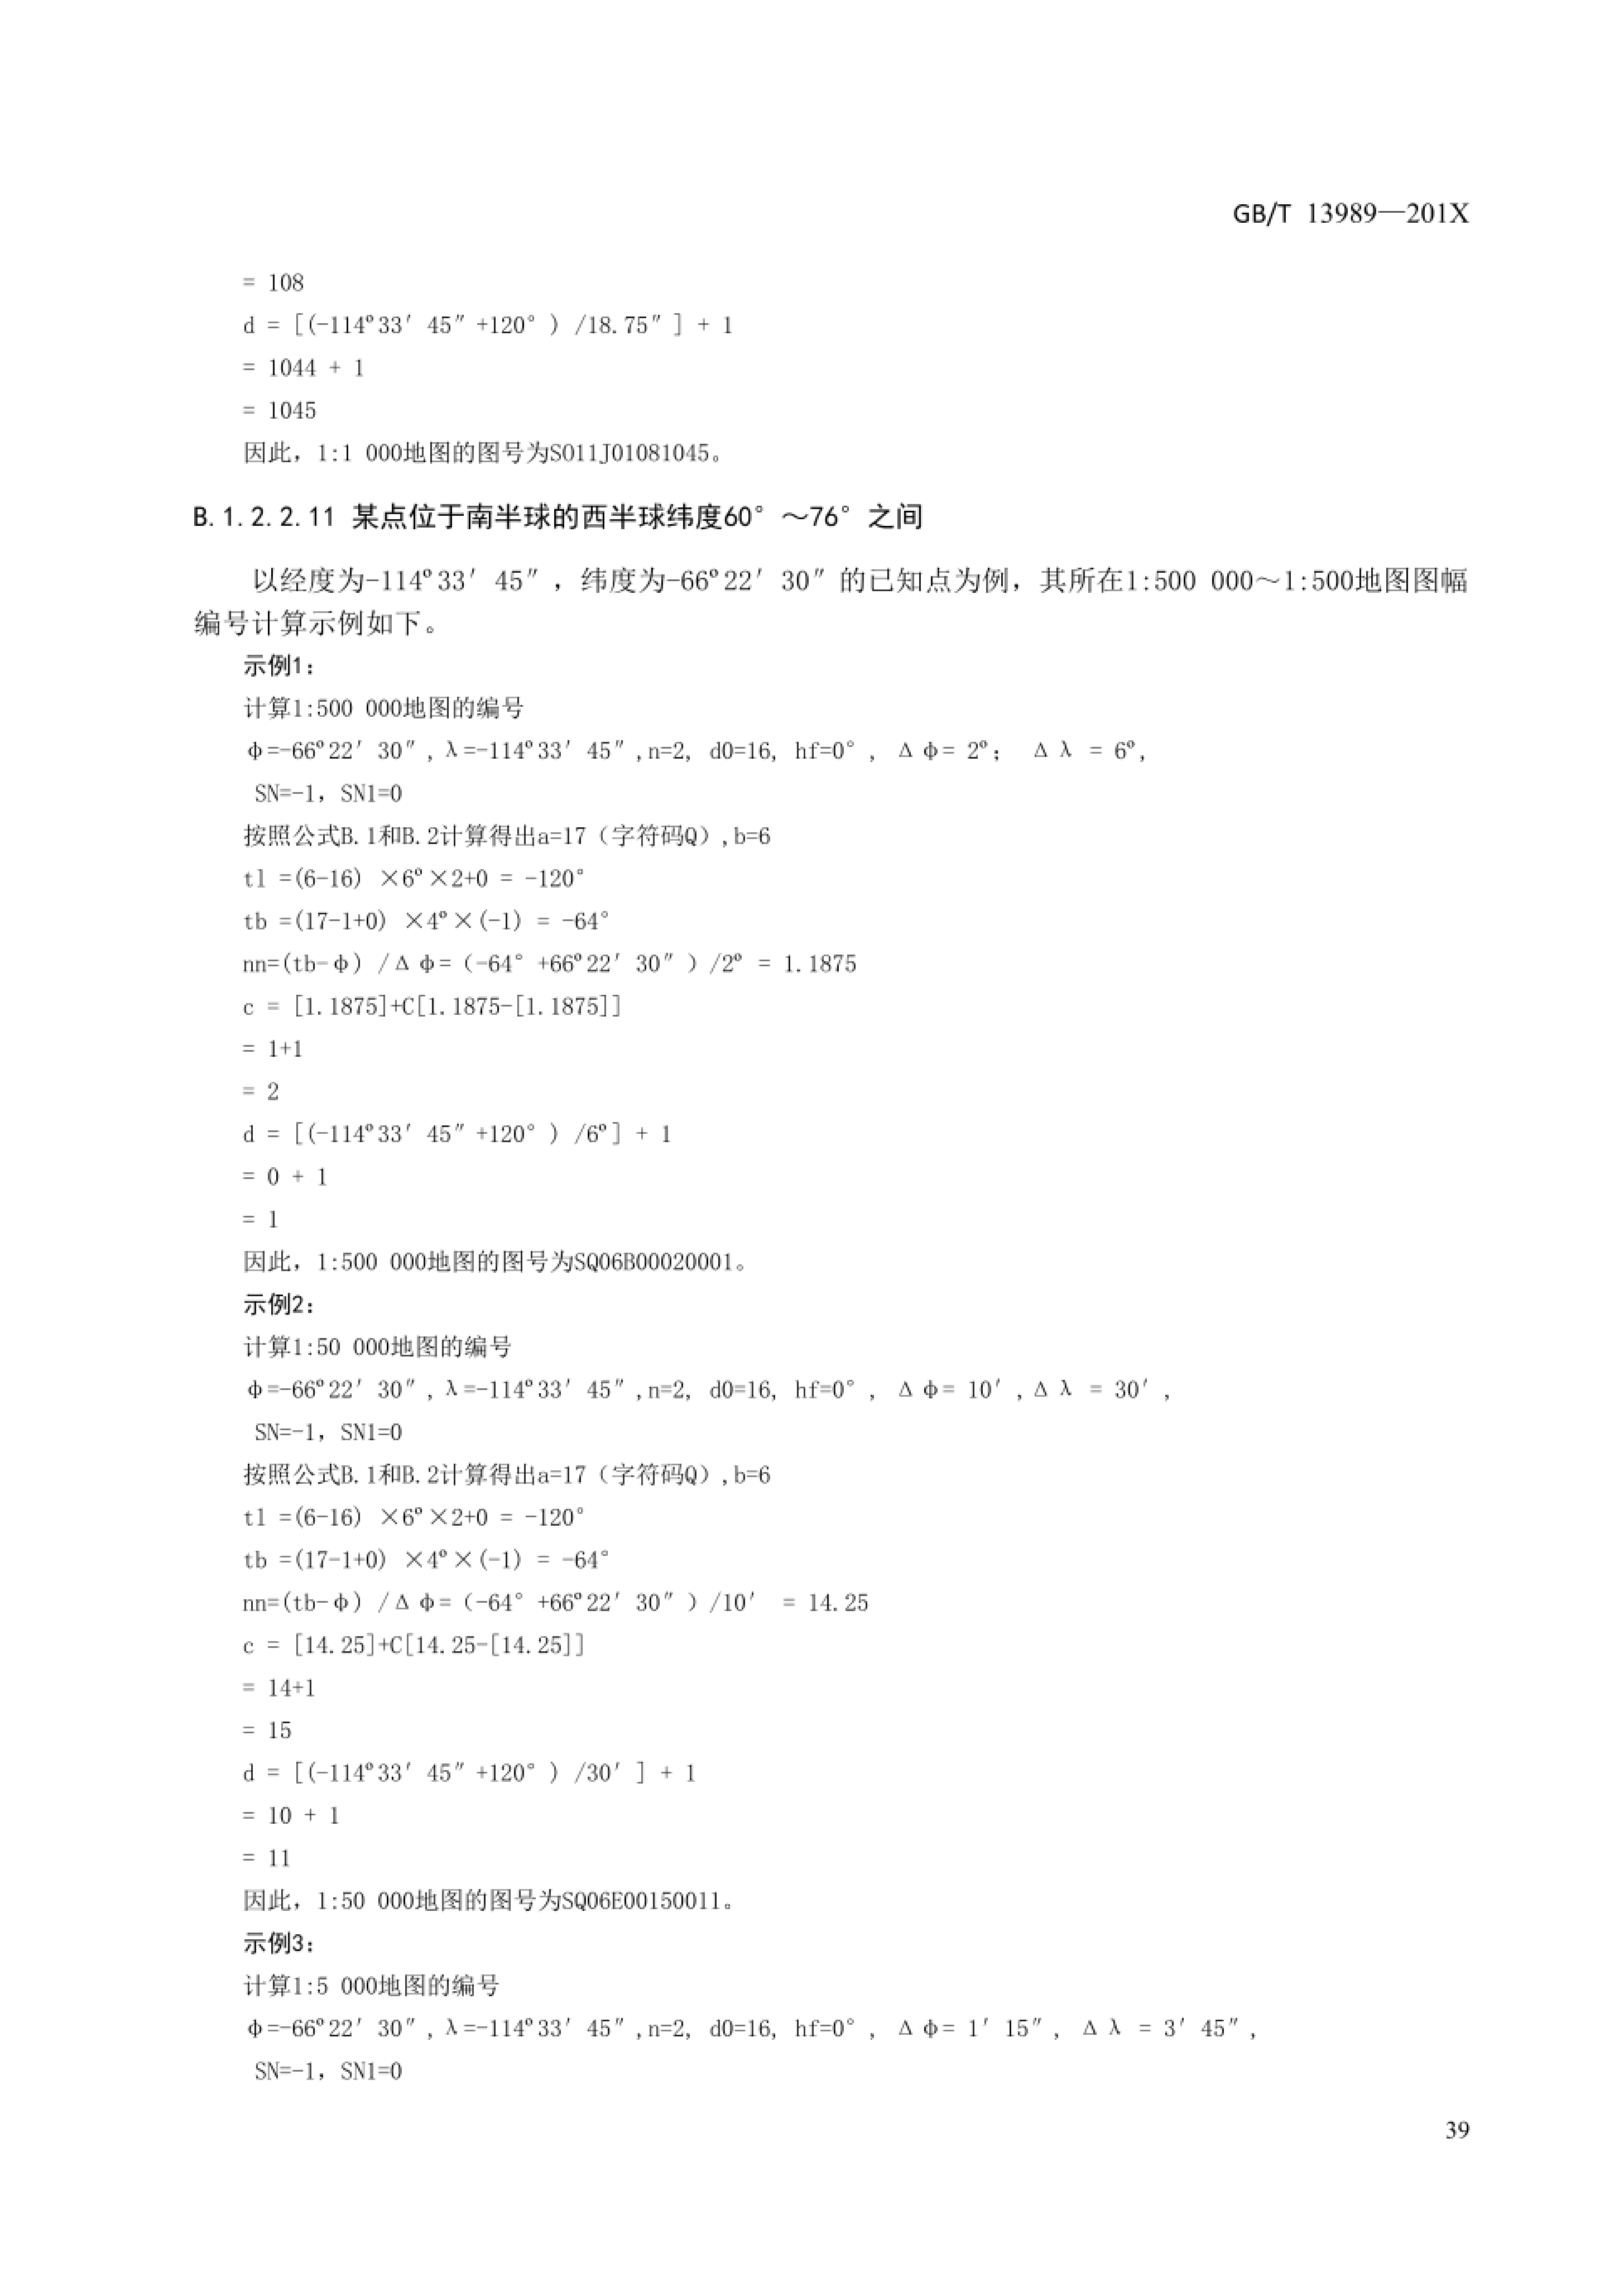 GB/T 13989—201X
= 108
d = [(-114º33′ 45″+120° ) /18.75″] + 1
= 1044 + 1
= 1045
因此，1:1 000地图的图号为SO11J01081045。
B.1.2.2.11 某点位于南半球的西半球纬度60° ～76° 之间
以经度为-114º33′ 45″，纬度为-66º22′ 30″的已知点为例，其所在1:500 000～1:500地图图幅
编号计算示例如下。
示例1：
计算1:500 000地图的编号
φ=-66º22′ 30″,λ=-114º33′ 45″,n=2, d0=16, hf=0° , Δφ= 2º; Δλ = 6º,
SN=-1，SN1=0
按照公式B.1和B.2计算得出a=17（字符码Q）,b=6
tl =(6-16) ×6º×2+0 = -120°
tb =(17-1+0) ×4º×(-1) = -64°
nn=(tb-φ) /Δφ=（-64° +66º22′ 30″ ）/2º = 1.1875
c = [1.1875]+C[1.1875-[1.1875]]
= 1+1
= 2
d = [(-114º33′ 45″+120° ) /6º] + 1
= 0 + 1
= 1
因此，1:500 000地图的图号为SQ06B00020001。
示例2：
计算1:50 000地图的编号
φ=-66º22′ 30″,λ=-114º33′ 45″,n=2, d0=16, hf=0° , Δφ= 10′,Δλ = 30′ ,
SN=-1，SN1=0
按照公式B.1和B.2计算得出a=17（字符码Q）,b=6
tl =(6-16) ×6º×2+0 = -120°
tb =(17-1+0) ×4º×(-1) = -64°
nn=(tb-φ) /Δφ=（-64° +66º22′ 30″ ）/10′ = 14.25
c = [14.25]+C[14.25-[14.25]]
= 14+1
= 15
d = [(-114º33′ 45″+120° ) /30′ ] + 1
= 10 + 1
= 11
因此，1:50 000地图的图号为SQ06E00150011。
示例3：
计算1:5 000地图的编号
φ=-66º22′ 30″,λ=-114º33′ 45″,n=2, d0=16, hf=0° , Δφ= 1′ 15″, Δλ = 3′ 45″,
SN=-1，SN1=0
39